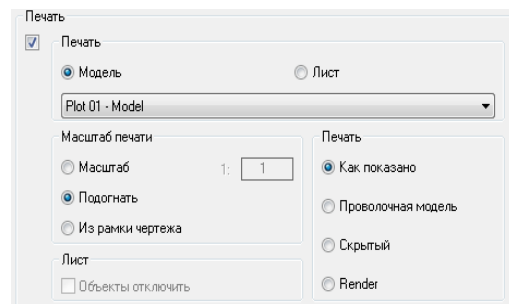 Печать
Печать
Модель
Лист
Plot 01 - Model
Масштаб печати
Масштаб
1:
1
Подогнать
Из рамки чертежа
Печать
Как показано
Проволочная модель
Скрытый
Render
Лист
Объекты отключить